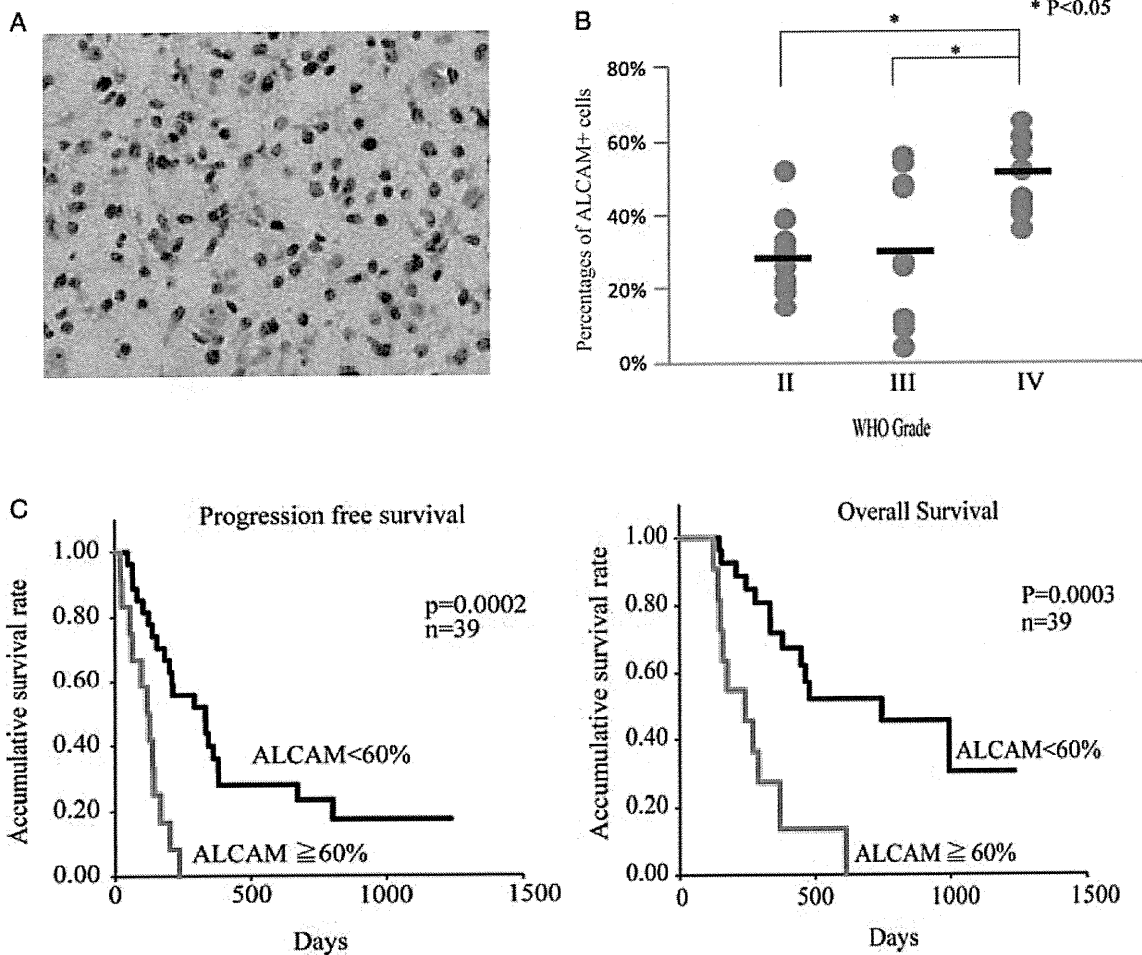 A
B
* P<0.05
*
*
Percentages of ALCAM+ cells
80%
60%
40%
20%
0%
II III IV
WHO Grade
C
Progression free survival
Accumulative survival rate
1.00
0.80
0.60
0.40
0.20
0.00
p=0.0002
n=39
ALCAM<60%
ALCAM ≧60%
0 500 1000 1500
Days
Overall Survival
Accumulative survival rate
1.00
0.80
0.60
0.40
0.20
0.00
P=0.0003
n=39
ALCAM<60%
ALCAM ≧60%
0 500 1000 1500
Days